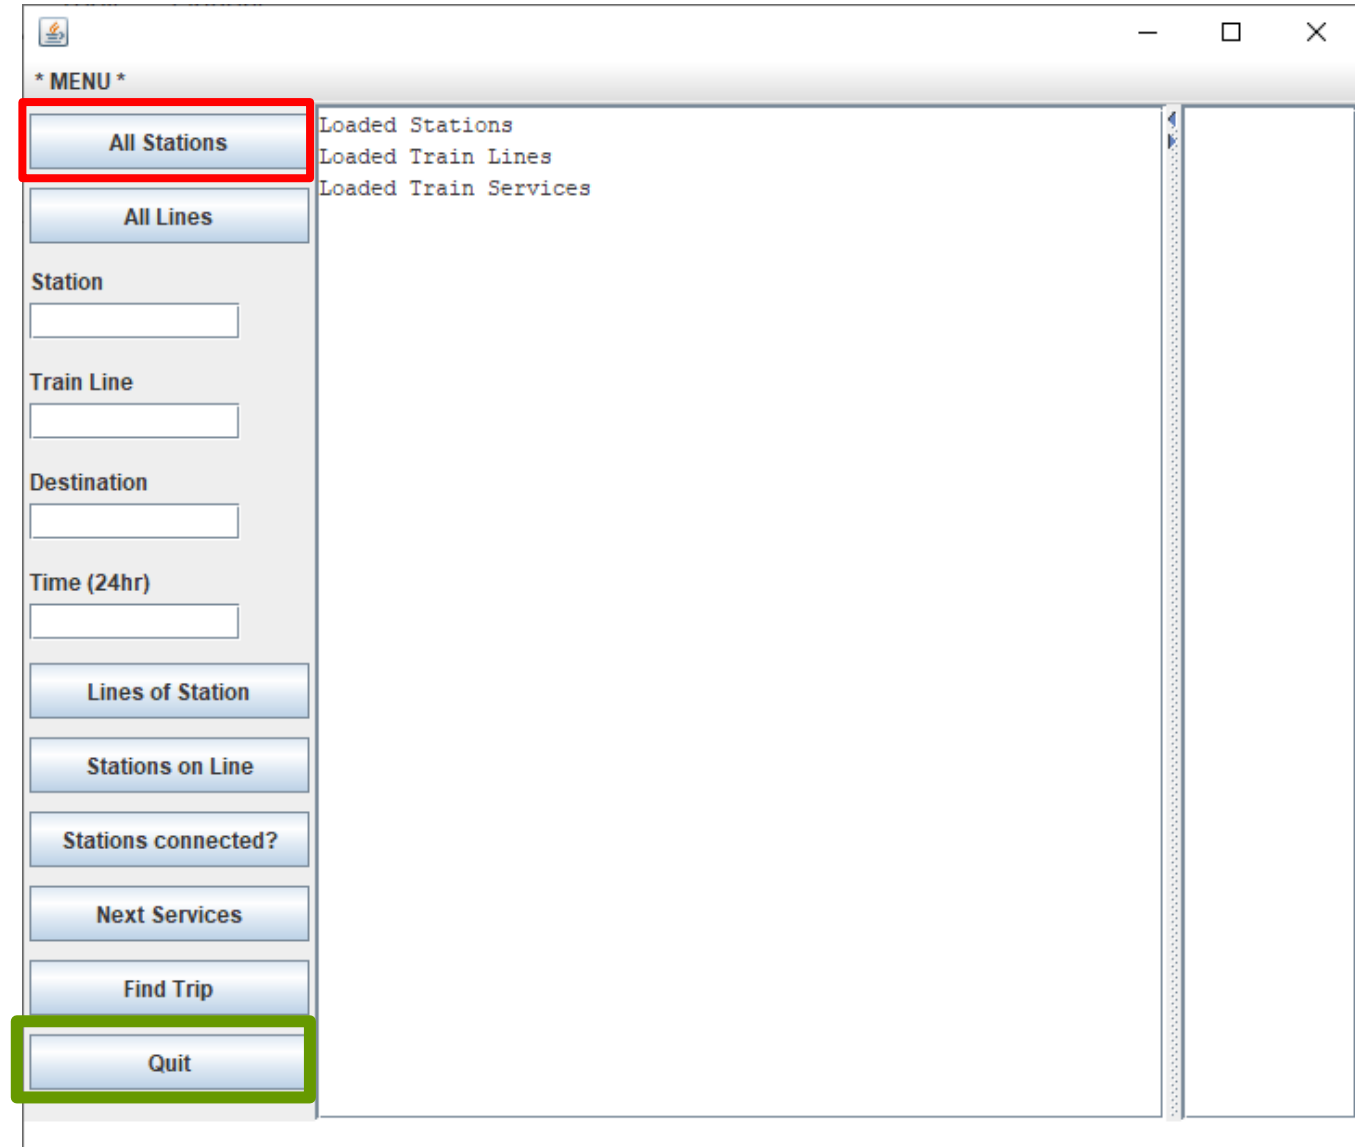 * MENU *
All Stations
All Lines
Station
Train Line
Destination
Time (24hr)
Lines of Station
Stations on Line
Stations connected?
Next Services
Find Trip
Quit
Loaded Stations
Loaded Train Lines
Loaded Train Services